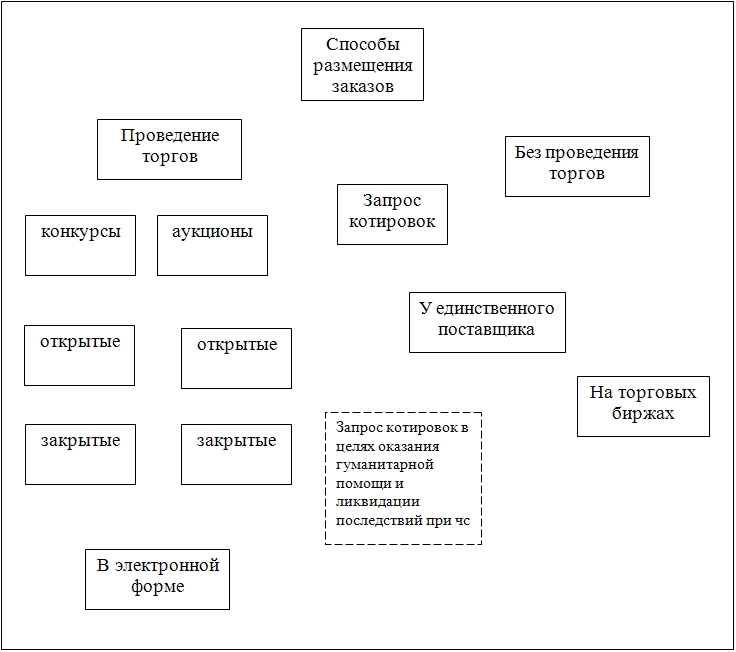 Способы
размещения
заказов
Проведение
торгов
Без проведения
торгов
Запрос
котировок
конкурсы
аукционы
У единственного
поставщика
открытые
открытые
На торговых
биржах
закрытые
закрытые
Запрос котировок в
целях оказания
гуманитарной
помощи и
ликвидации
последствий при чс
В электронной
форме